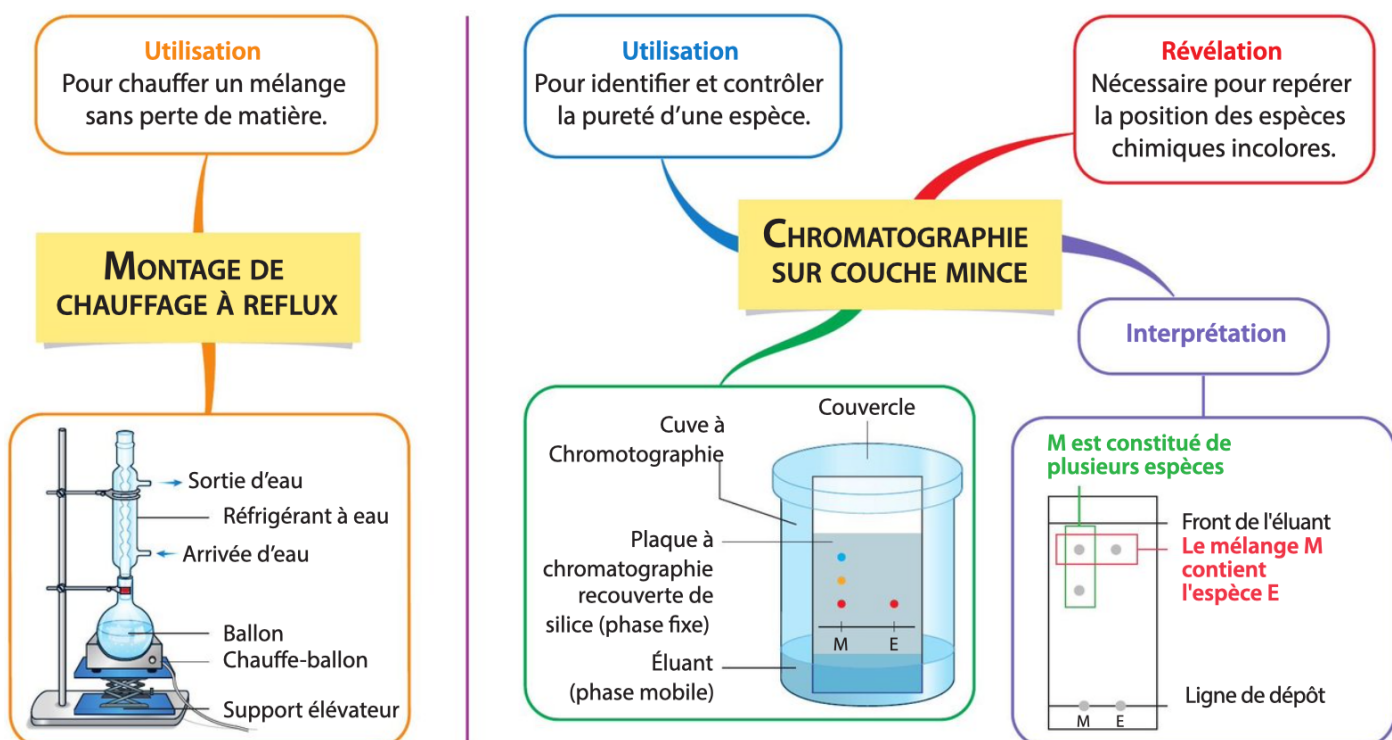 Utilisation
Pour chauffer un mélange
sans perte de matière.
MONTAGE DE
CHAUFFAGE À REFLUX
Sortie d'eau
Réfrigérant à eau
Arrivée d'eau
Ballon
Chauffe-ballon
Support élévateur
Utilisation
Pour identifier et contrôler
la pureté d'une espèce.
Révélation
Nécessaire pour repérer
la position des espèces
chimiques incolores.
CHROMATOGRAPHIE
SUR COUCHE MINCE
Interprétation
Couvercle
Cuve à
Chromotographie
Plaque à
chromatographie
recouverte de
silice (phase fixe)
M E
Éluant
(phase mobile)
M est constitué de
plusieurs espèces
Front de l'éluant
Le mélange M
contient
l'espèce E
Ligne de dépôt
M E